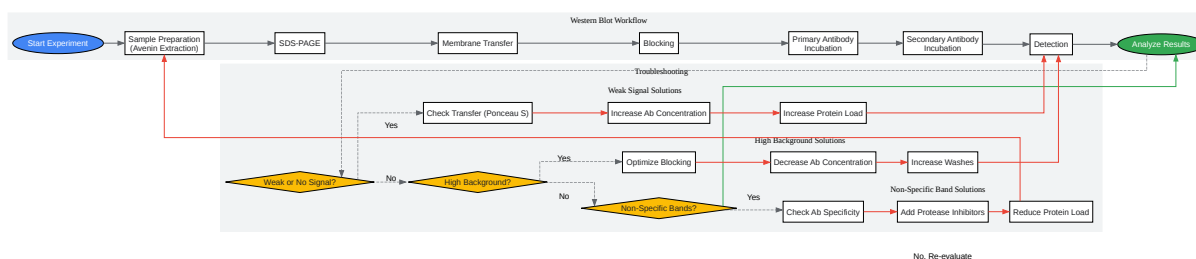 Western Blot Workflow
Start Experiment
Sample Preparation
(Avenin Extraction)
SDS-PAGE
Membrane Transfer
Blocking
Primary Antibody
Incubation
Secondary Antibody
Incubation
Detection
Analyze Results
Troubleshooting
Weak Signal Solutions
Check Transfer (Ponceau S)
Increase Ab Concentration
Increase Protein Load
Yes
High Background Solutions
Yes
Optimize Blocking
Decrease Ab Concentration
Increase Washes
Weak or No Signal?
No
High Background?
Non-Specific Band Solutions
No
Yes
Non-Specific Bands?
Check Ab Specificity
Add Protease Inhibitors
Reduce Protein Load
No, Re-evaluate